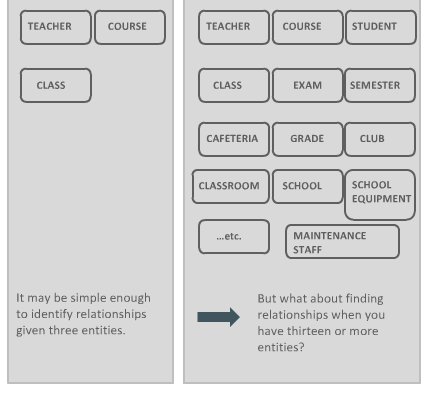 TEACHER COURSE
CLASS
It may be simple enough
to identify relationships
given three entities.
TEACHER COURSE STUDENT
CLASS EXAM SEMESTER
CAFETERIA GRADE CLUB
CLASSROOM SCHOOL SCHOOL
EQUIPMENT
...etc. MAINTENANCE
STAFF
But what about finding
relationships when you
have thirteen or more
entities?